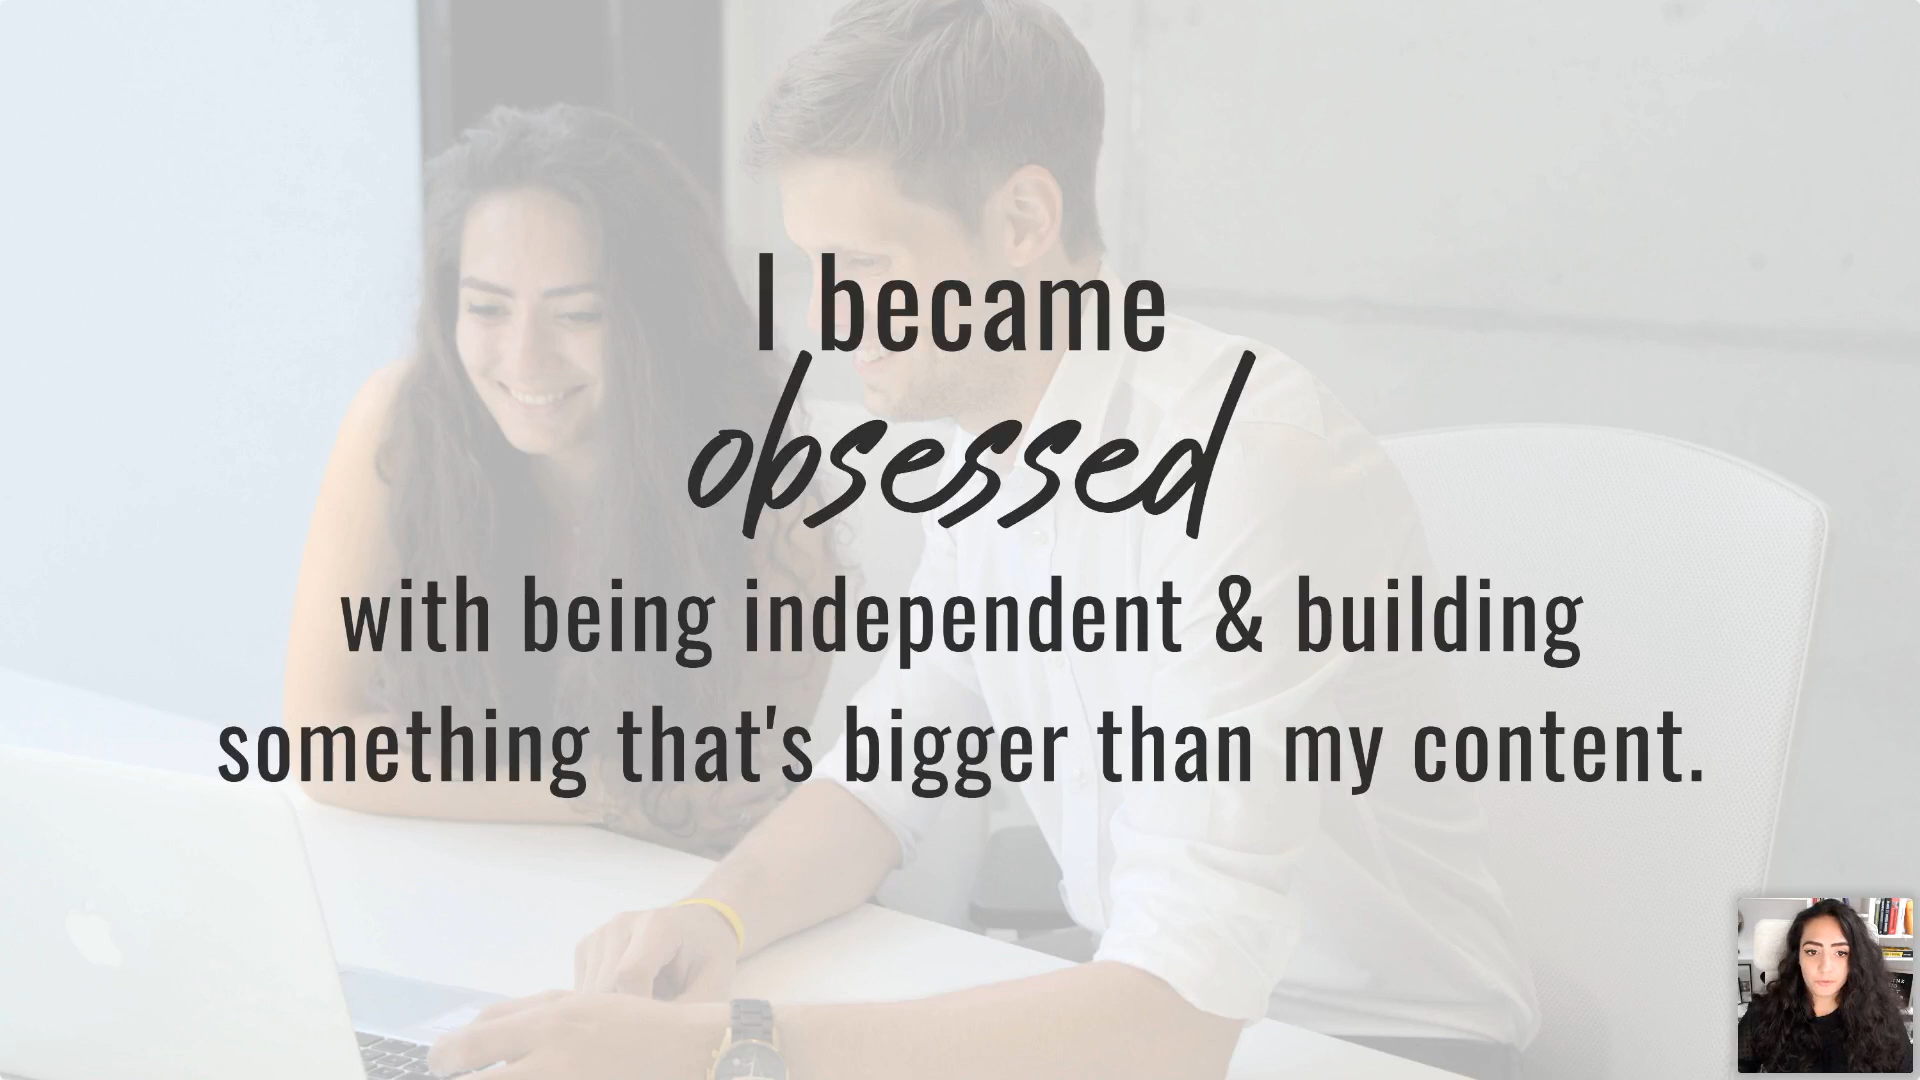 I became
obsessed
with being independent & building
something that's bigger than my content.